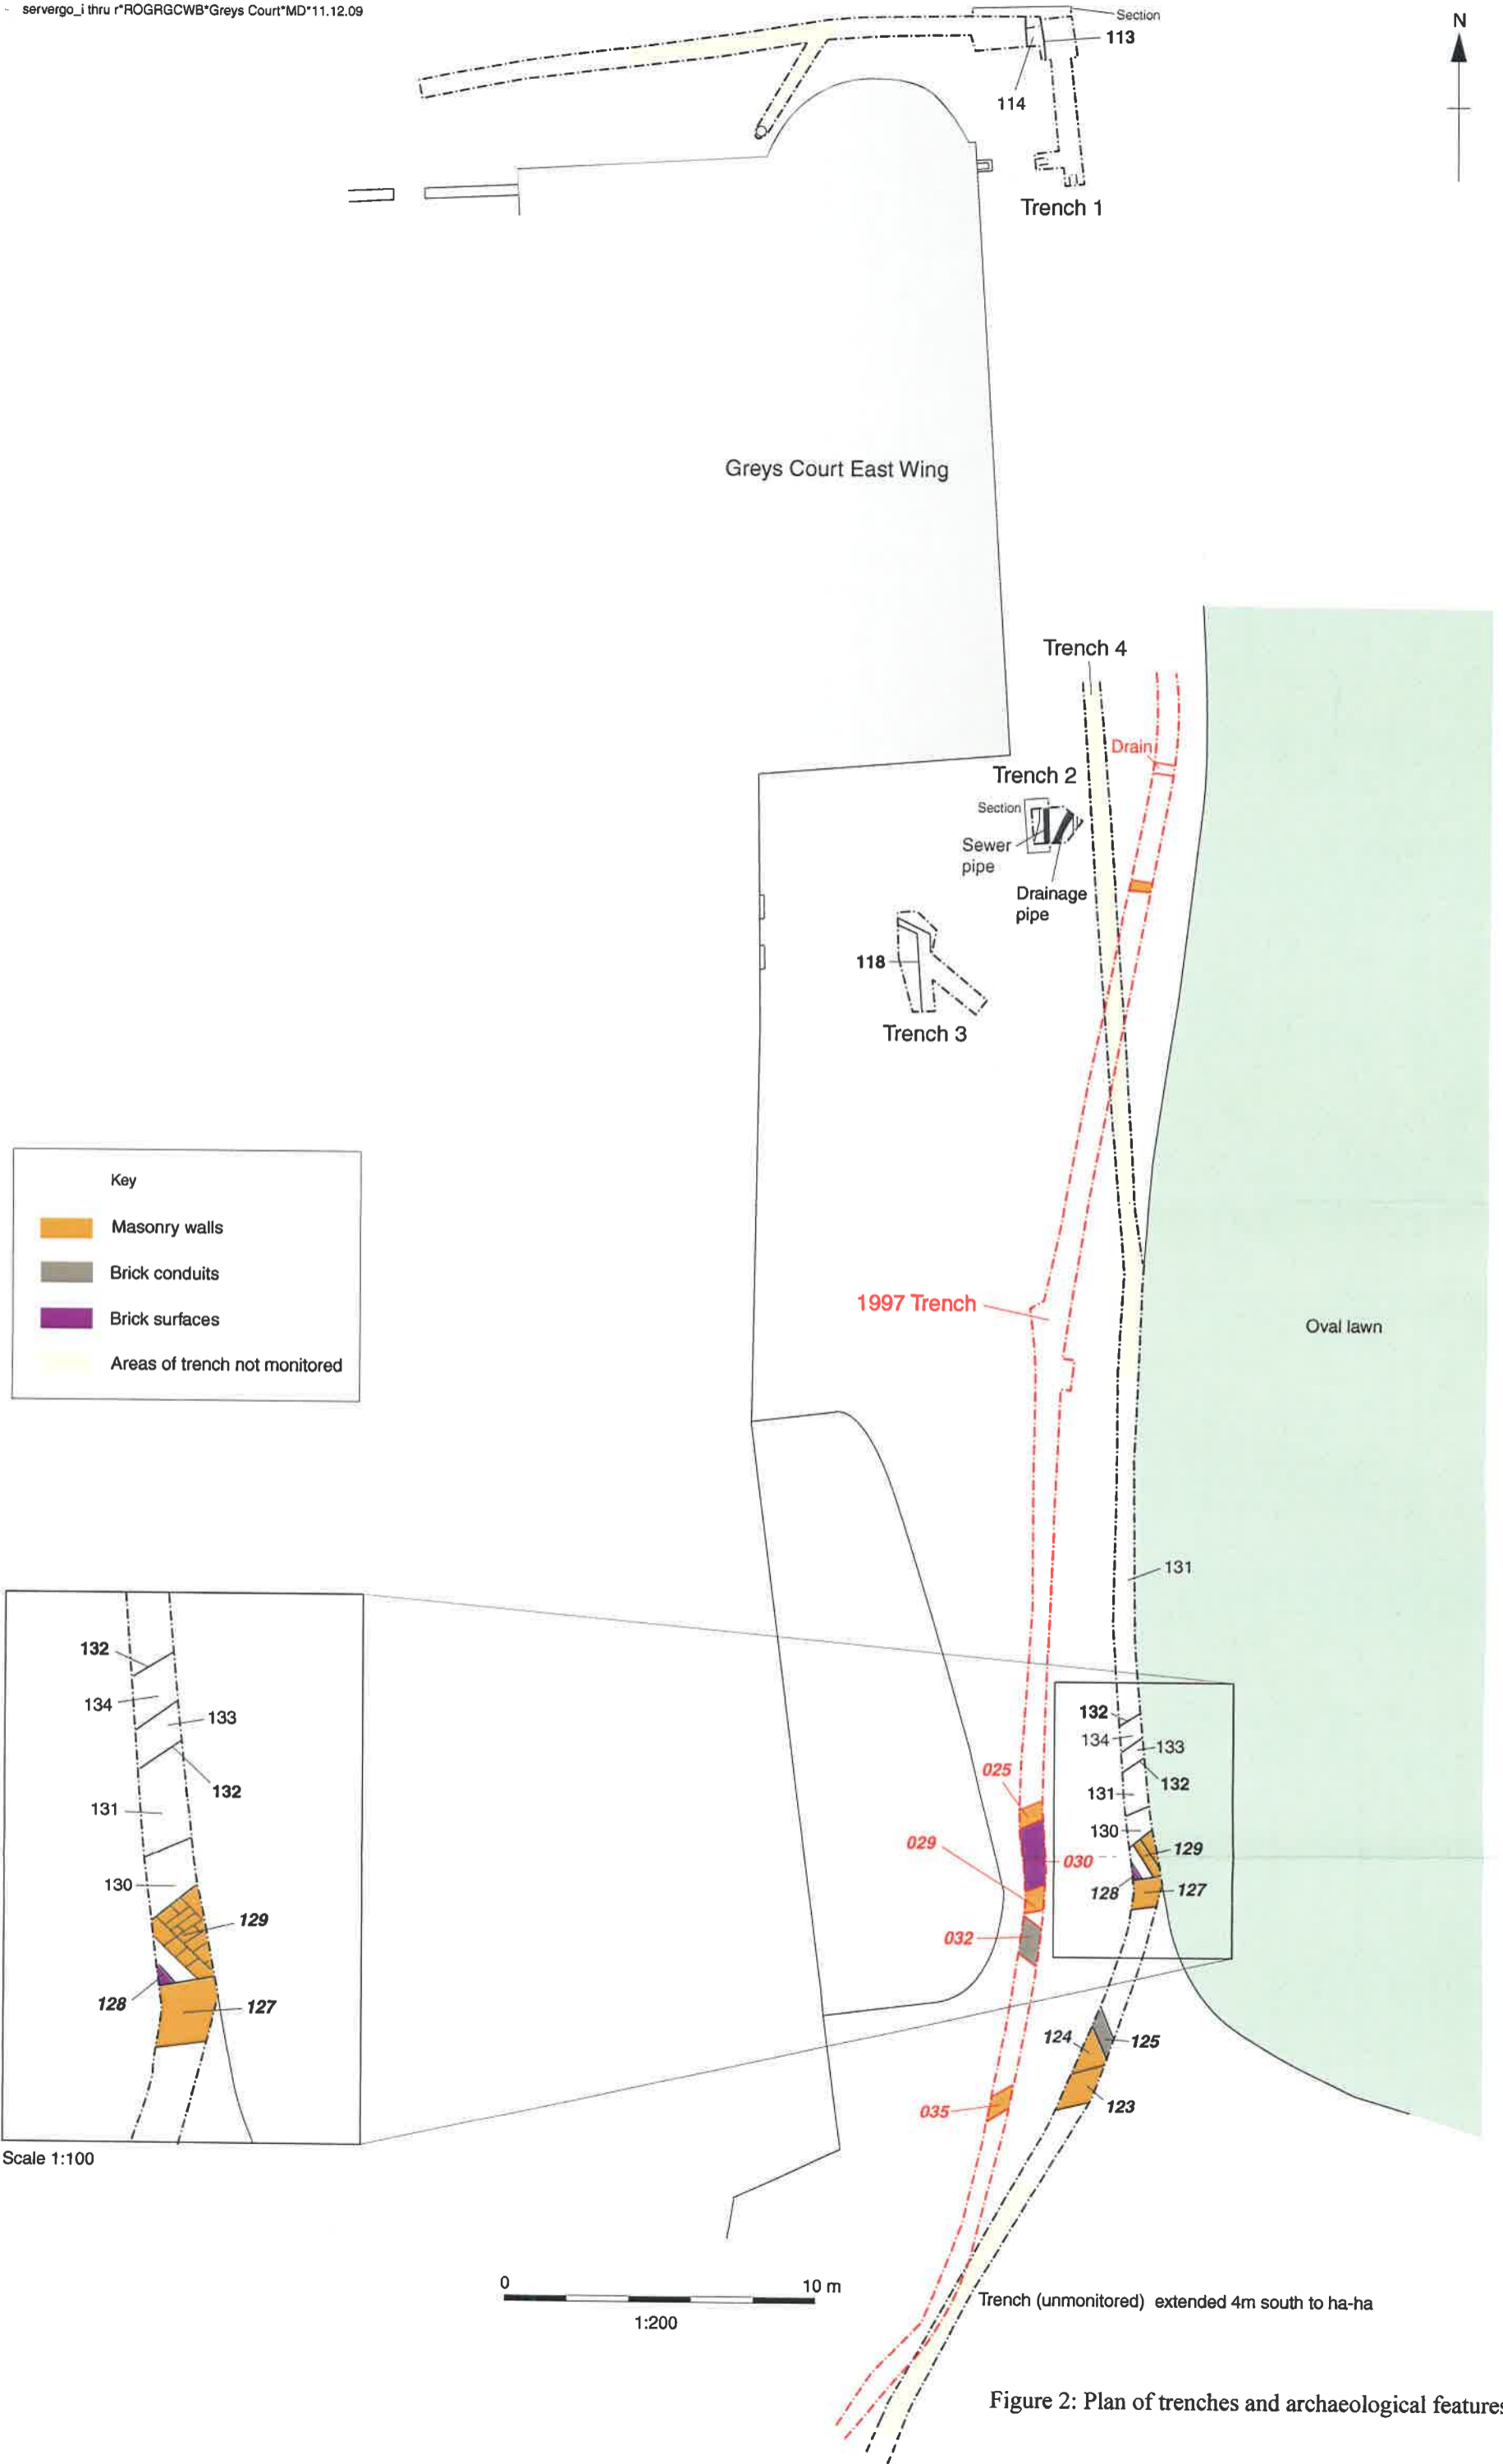 servergo_i thru r*ROGRGCWB*Greys Court*MD*11.12.09
Section
113
114
N
Trench 1
Greys Court East Wing
Trench 4
Drain
Trench 2
Section
Sewer
pipe
Drainage
pipe
118
Trench 3
Key
Masonry walls
Brick conduits
Brick surfaces
Areas of trench not monitored
1997 Trench
Oval lawn
131
132
134
133
132
131
130
129
128
127
025
029
030
032
035
124
125
123
132
134
133
132
131
130
129
128
127
Scale 1:100
0
10 m
1:200
Trench (unmonitored) extended 4m south to ha-ha
Figure 2: Plan of trenches and archaeological features